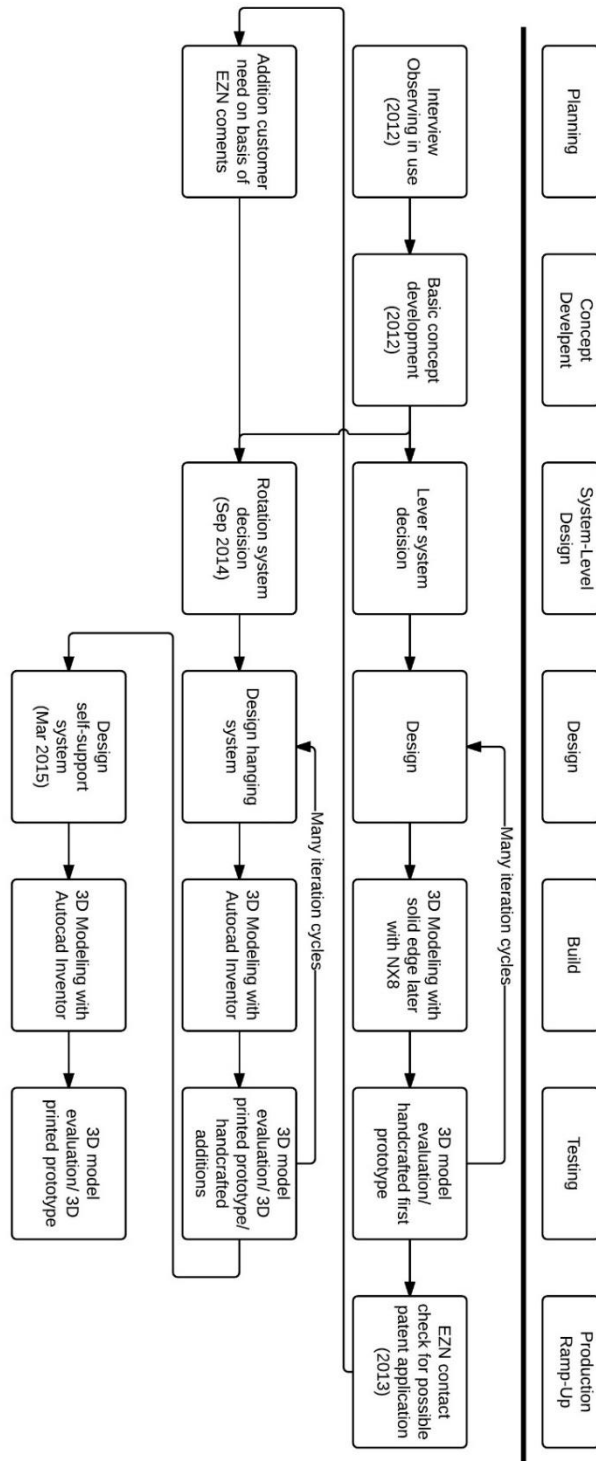 Planning
Concept
Develpent
System-Level
Design
Design
Build
Testing
Production
Ramp-Up
Interview
Observing in use
(2012)
Basic concept
development
(2012)
Lever system
decision
Design
3D Modeling with
solid edge later
with NX8
3D model
evaluation/
handcrafted first
prototype
EZN contact
check for possible
patent application
(2013)
Many iteration cycles
Addition customer
need on basis of
EZN coments
Rotation system
decision
(Sep 2014)
Design hanging
system
3D Modeling with
Autocad Inventor
3D model
evaluation/ 3D
printed prototype/
handcrafted
additions
Many iteration cycles
Design
self-support
system
(Mar 2015)
3D Modeling with
Autocad Inventor
3D model
evaluation/ 3D
printed prototype